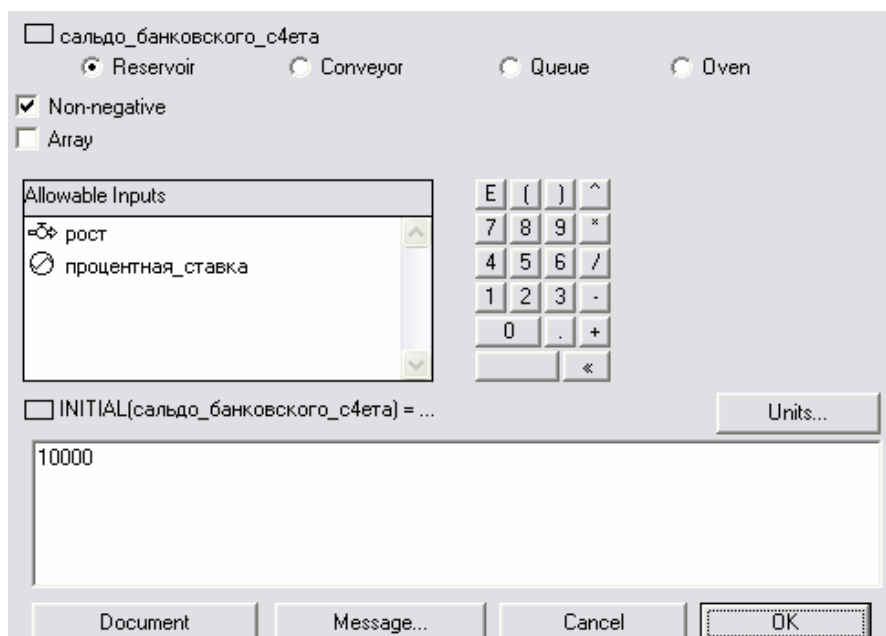 сальдо_банковского_с4ета
Reservoir Conveyor Queue Oven
Non-negative
Array
Allowable Inputs
рост
процентная_ставка
E ( ) ^
7 8 9 *
4 5 6 /
1 2 3 -
0 . +
«
INITIAL(сальдо_банковского_с4ета) = ...
Units...
10000
Document Message... Cancel OK